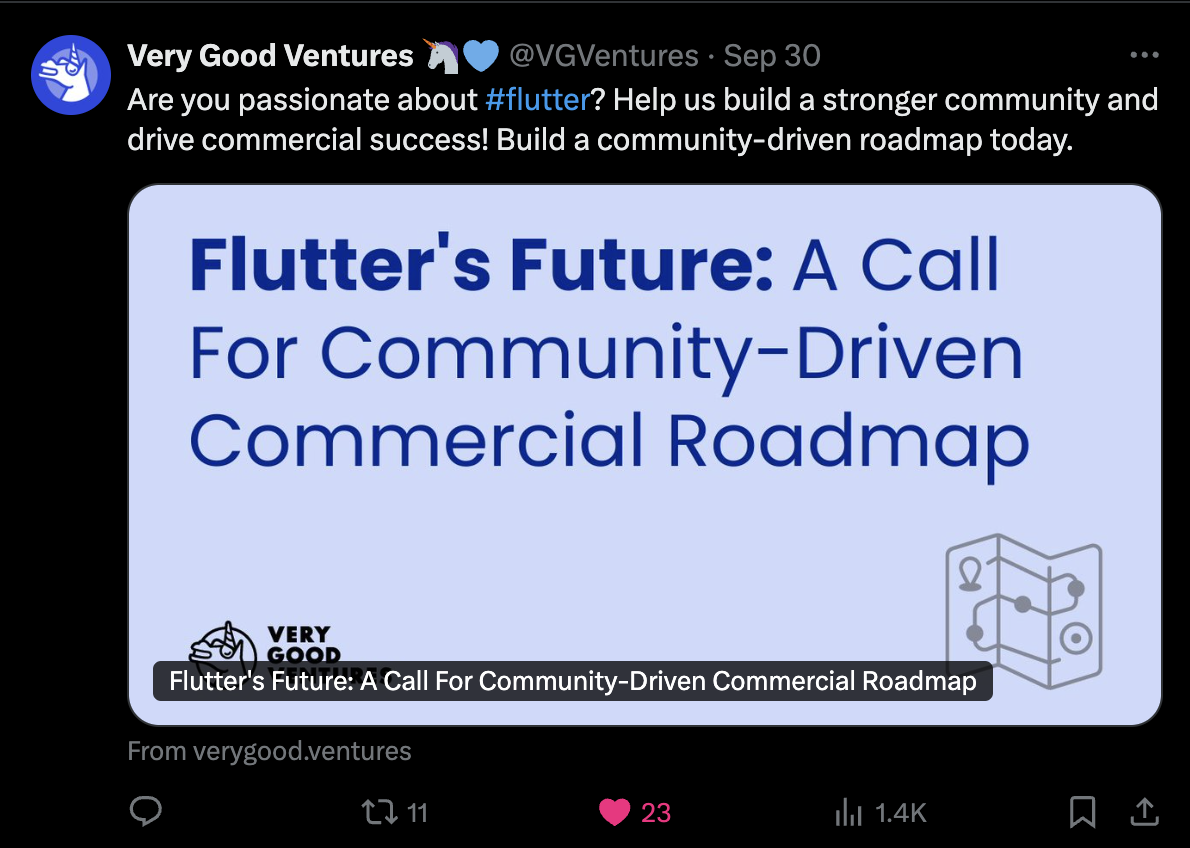 Very Good Ventures 🦄💙 @VGVentures · Sep 30
Are you passionate about #flutter? Help us build a stronger community and
drive commercial success! Build a community-driven roadmap today.
Flutter's Future: A Call
For Community-Driven
Commercial Roadmap
VERY
GOOD
VENTURES
Flutter's Future: A Call For Community-Driven Commercial Roadmap
From verygood.ventures
11 23 1.4K